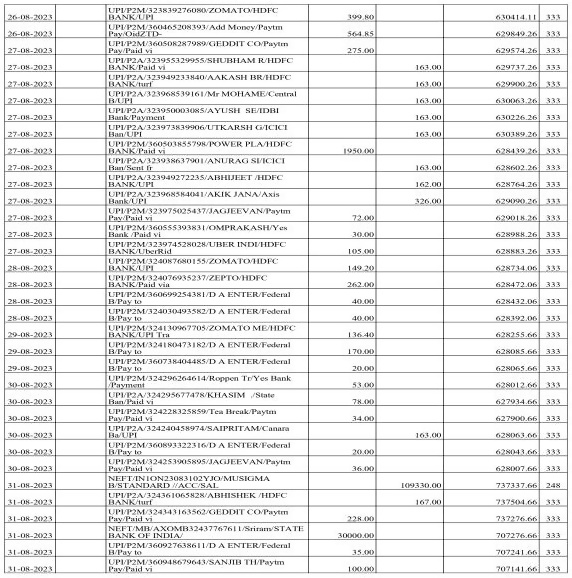 UPI/P2M/323839276080/ZOMATO/HDFC
26-08-2023 BANK/UPI 399.80 630414.11 333
UPI/P2M/360465208393/Add Money/Paytm
26-08-2023 Pay/OidZTD- 564.85 629849.26 333
UPI/P2M/360508287989/GEDDIT CO/Paytm
27-08-2023 Pay/Paid vi 275.00 629574.26 333
UPI/P2A/323955329955/SHUBHAM R/HDFC
27-08-2023 BANK/Paid vi 163.00 629737.26 333
UPI/P2A/323949233840/AAKASH BR/HDFC
27-08-2023 BANK/turf 163.00 629900.26 333
UPI/P2A/323968539161/Mr MOHAME/Central
27-08-2023 B/UPI 163.00 630063.26 333
UPI/P2A/323950003085/AYUSH SE/IDBI
27-08-2023 Bank/Payment 163.00 630226.26 333
UPI/P2A/323973839906/UTKARSH G/ICICI
27-08-2023 Ban/UPI 163.00 630389.26 333
UPI/P2M/360503855798/POWER PLA/HDFC
27-08-2023 BANK/Paid vi 1950.00 628439.26 333
UPI/P2A/323938637901/ANURAG SI/ICICI
27-08-2023 Ban/Sent fr 163.00 628602.26 333
UPI/P2A/323949272235/ABHIJEET /HDFC
27-08-2023 BANK/UPI 162.00 628764.26 333
UPI/P2A/323968584041/AKIK JANA/Axis
27-08-2023 Bank/UPI 326.00 629090.26 333
UPI/P2M/323975025437/JAGJEEVAN/Paytm
27-08-2023 Pay/Paid vi 72.00 629018.26 333
UPI/P2M/360555393831/OMPRAKASH/Yes
27-08-2023 Bank /Paid vi 30.00 628988.26 333
UPI/P2M/323974528028/UBER INDI/HDFC
27-08-2023 BANK/UberRid 105.00 628883.26 333
UPI/P2M/324087680155/ZOMATO/HDFC
28-08-2023 BANK/UPI 149.20 628734.06 333
UPI/P2M/324076935237/ZEPTO/HDFC
28-08-2023 BANK/Paid via 262.00 628472.06 333
UPI/P2M/360699254381/D A ENTER/Federal
28-08-2023 B/Pay to 40.00 628432.06 333
UPI/P2M/324030493582/D A ENTER/Federal
28-08-2023 B/Pay to 40.00 628392.06 333
UPI/P2M/324130967705/ZOMATO ME/HDFC
29-08-2023 BANK/UPI Tra 136.40 628255.66 333
UPI/P2M/324180473182/D A ENTER/Federal
29-08-2023 B/Pay to 170.00 628085.66 333
UPI/P2M/360738404485/D A ENTER/Federal
29-08-2023 B/Pay to 20.00 628065.66 333
UPI/P2M/324296264614/Roppen Tr/Yes Bank
30-08-2023 /Payment 53.00 628012.66 333
UPI/P2A/324295677478/KHASIM ./State
30-08-2023 Ban/Paid vi 78.00 627934.66 333
UPI/P2M/324228325859/Tea Break/Paytm
30-08-2023 Pay/Paid vi 34.00 627900.66 333
UPI/P2A/324240458974/SAIPRITAM/Canara
30-08-2023 Ba/UPI 163.00 628063.66 333
UPI/P2M/360893322316/D A ENTER/Federal
30-08-2023 B/Pay to 20.00 628043.66 333
UPI/P2M/324253905895/JAGJEEVAN/Paytm
30-08-2023 Pay/Paid vi 36.00 628007.66 333
NEFT/IN1ON23083102YJO/MUSIGMA
31-08-2023 B/STANDARD //ACC/SAL 109330.00 737337.66 248
UPI/P2A/324361065828/ABHISHEK /HDFC
31-08-2023 BANK/turf 167.00 737504.66 333
UPI/P2M/324343163562/GEDDIT CO/Paytm
31-08-2023 Pay/Paid vi 228.00 737276.66 333
NEFT/MB/AXOMB32437767611/Sriram/STATE
31-08-2023 BANK OF INDIA/ 30000.00 707276.66 333
UPI/P2M/360927638611/D A ENTER/Federal
31-08-2023 B/Pay to 35.00 707241.66 333
UPI/P2M/360948679643/SANJIB TH/Paytm
31-08-2023 Pay/Paid vi 100.00 707141.66 333